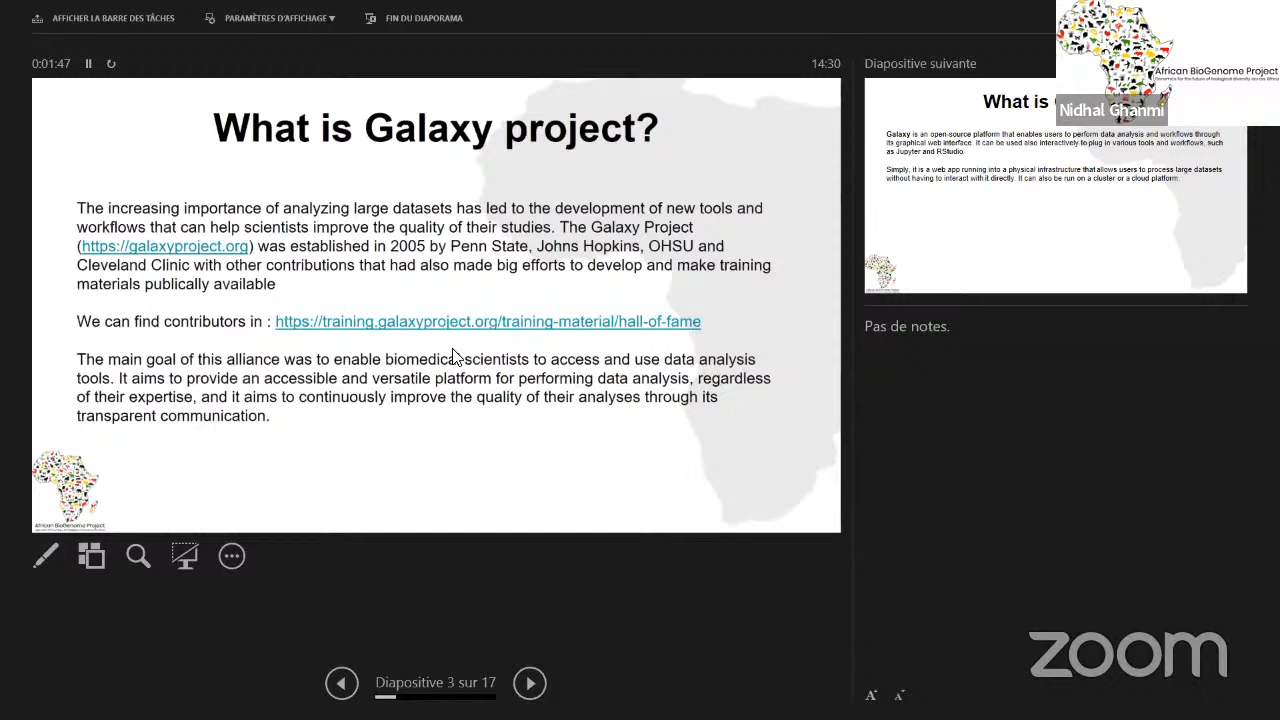 AFFICHER LA BARRE DES TÂCHES
PARAMÈTRES D'AFFICHAGE ▾
FIN DU DIAPORAMA
0:01:47
14:30
What is Galaxy project?
The increasing importance of analyzing large datasets has led to the development of new tools and
workflows that can help scientists improve the quality of their studies. The Galaxy Project
(https://galaxyproject.org) was established in 2005 by Penn State, Johns Hopkins, OHSU and
Cleveland Clinic with other contributions that had also made big efforts to develop and make training
materials publically available
We can find contributors in : https://training.galaxyproject.org/training-material/hall-of-fame
The main goal of this alliance was to enable biomedical scientists to access and use data analysis
tools. It aims to provide an accessible and versatile platform for performing data analysis, regardless
of their expertise, and it aims to continuously improve the quality of their analyses through its
transparent communication.
African BioGenome Project
Diapositive 3 sur 17
Diapositive suivante
What is
Galaxy is an open-source platform that enables users to perform data analysis and workflows through
its graphical web interface. It can be used also interactively to plug in various tools and workflows, such
as Jupyter and RStudio.
Simply, it is a web app running into a physical infrastructure that allows users to process large datasets
without having to interact with it directly. It can also be run on a cluster or a cloud platform.
Pas de notes.
African BioGenome Project
Genomics for the future of biological diversity across Africa
Nidhal Ghanmi
zoom
A
A